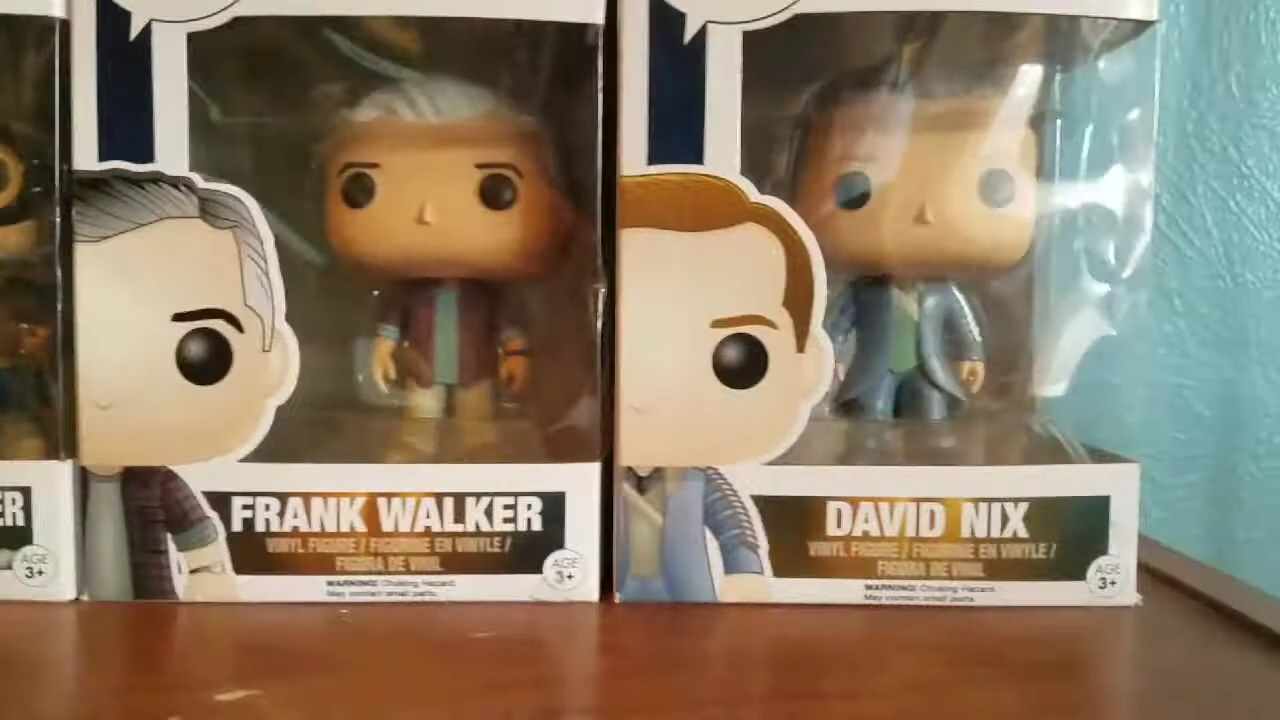 ER
AGE
3+
FRANK WALKER
VINYL FIGURE / FIGURINE EN VINYLE /
FIGURA DE VINIL
WARNING! Choking Hazard.
May contain small parts.
AGE
3+
DAVID NIX
VINYL FIGURE / FIGURINE EN VINYLE /
FIGURA DE VINIL
WARNING! Choking Hazard.
May contain small parts.
AGE
3+